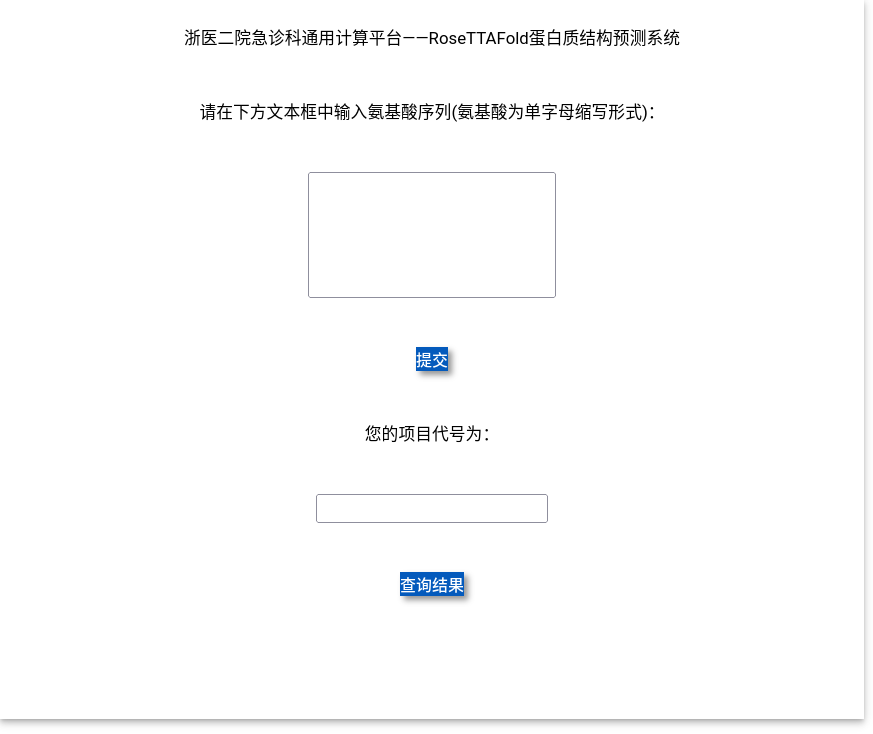 浙医二院急诊科通用计算平台——RoseTTAFold蛋白质结构预测系统
请在下方文本框中输入氨基酸序列(氨基酸为单字母缩写形式)：
提交
您的项目代号为：
查询结果